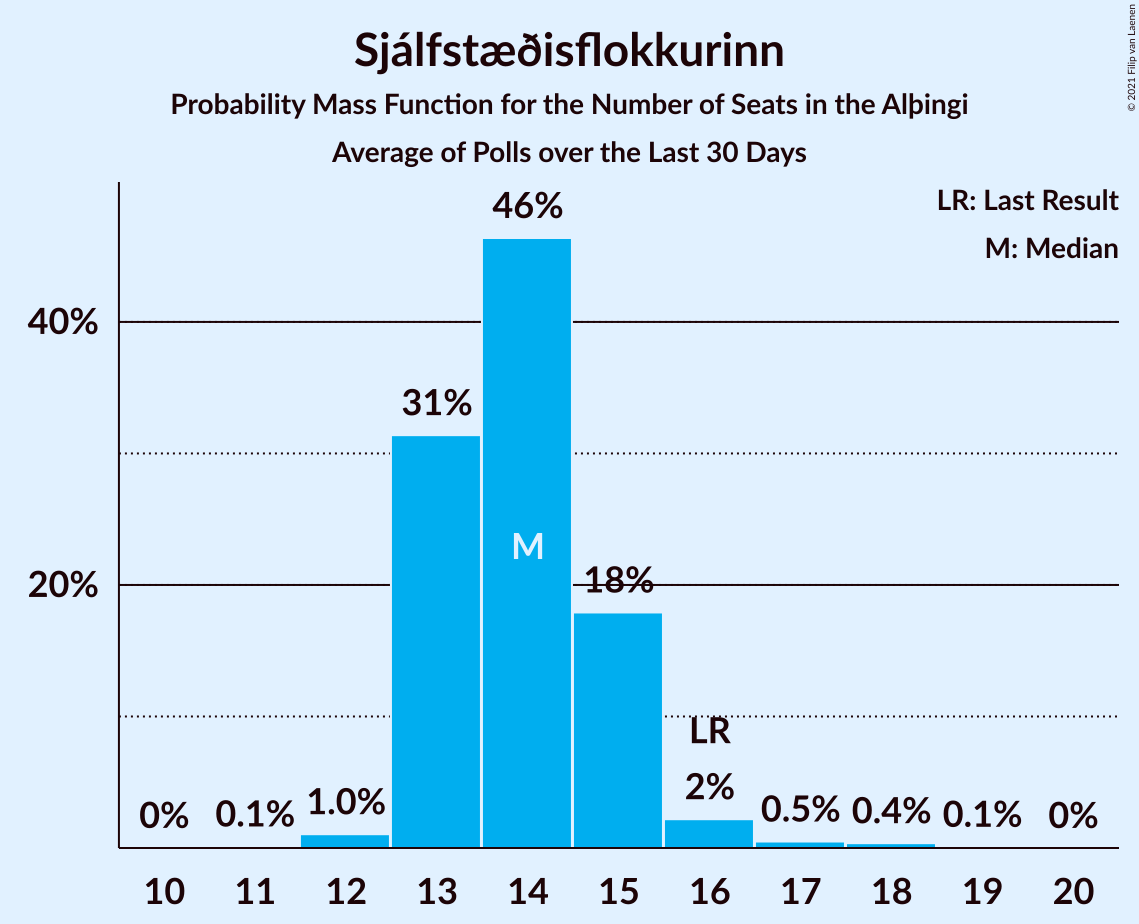 Sjálfstæðisflokkurinn
Probability Mass Function for the Number of Seats in the Alþingi
Average of Polls over the Last 30 Days
© 2021 Filip van Laenen
LR: Last Result
M: Median
46%
40%
31%
M
20%
18%
LR
2%
0%
0.1%
1.0%
0.5%
0.4%
0.1%
0%
10 11 12 13 14 15 16 17 18 19 20